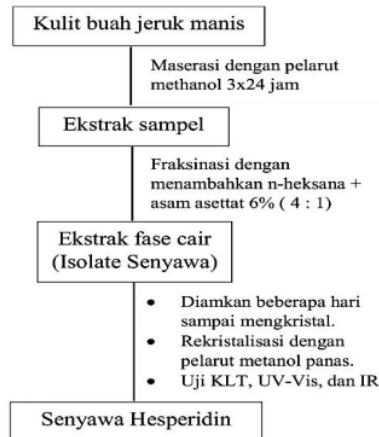 Kulit buah jeruk manis
Maserasi dengan pelarut
methanol 3x24 jam
Ekstrak sampel
Fraksinasi dengan
menambahkan n-heksana +
asam asettat 6% ( 4 : 1)
Ekstrak fase cair
(Isolate Senyawa)
• Diamkan beberapa hari
sampai mengkristal.
• Rekristalisasi dengan
pelarut metanol panas.
• Uji KLT, UV-Vis, dan IR
Senyawa Hesperidin